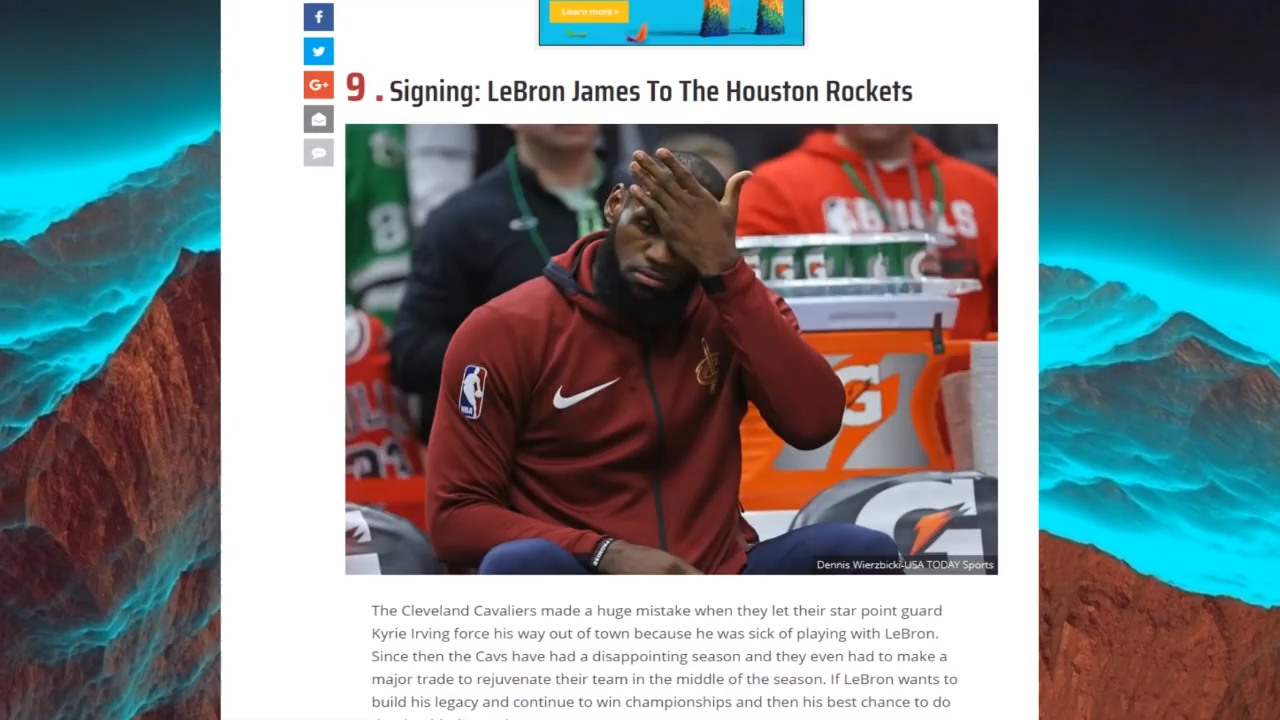 Learn more »
f
G+
9 . Signing: LeBron James To The Houston Rockets
8
BULLS
G G G
NBA
G
G
Dennis Wierzbicki-USA TODAY Sports
The Cleveland Cavaliers made a huge mistake when they let their star point guard
Kyrie Irving force his way out of town because he was sick of playing with LeBron.
Since then the Cavs have had a disappointing season and they even had to make a
major trade to rejuvenate their team in the middle of the season. If LeBron wants to
build his legacy and continue to win championships and then his best chance to do